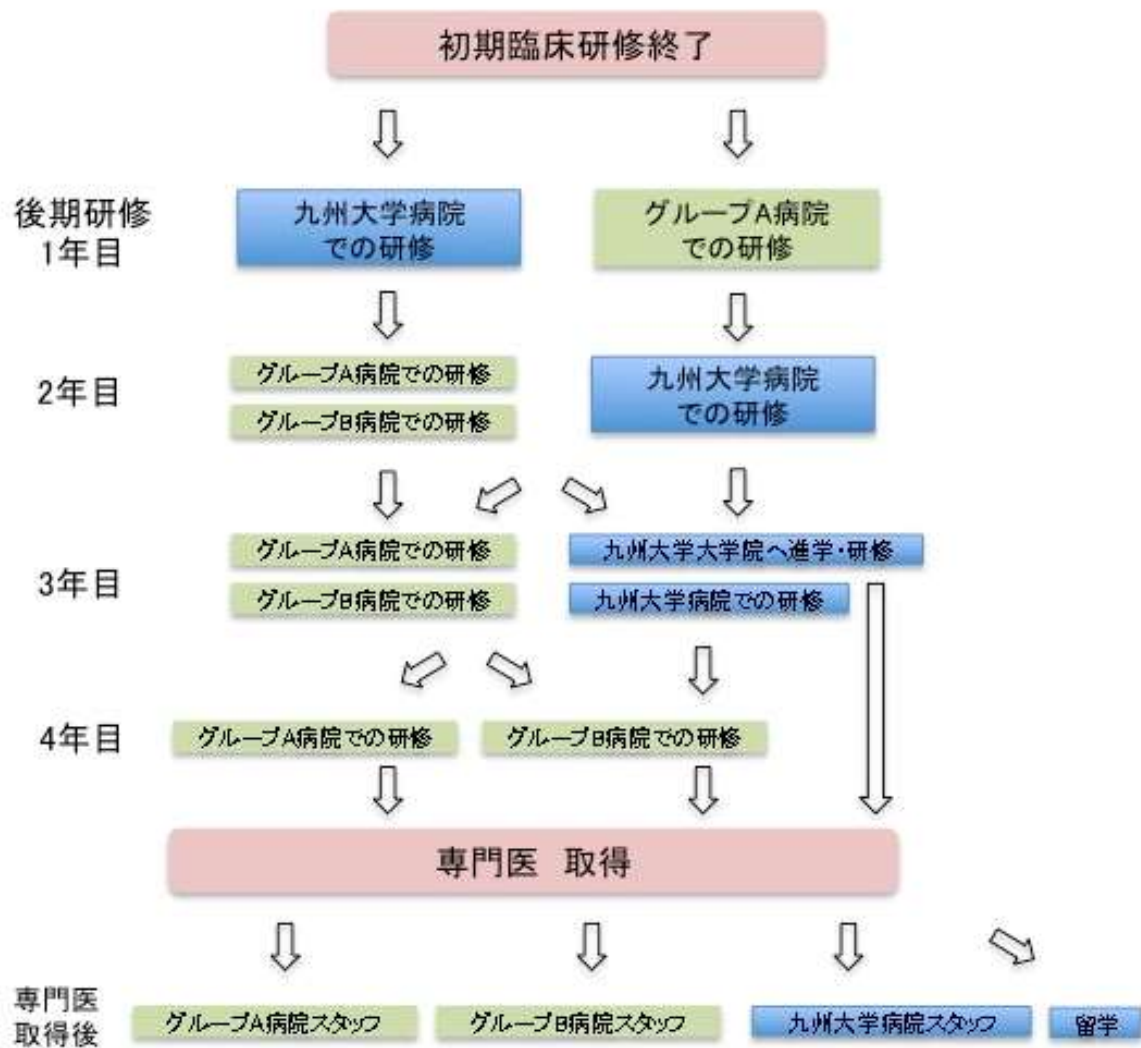 初期臨床研修終了
後期研修
1年目
九州大学病院
での研修
グループA病院
での研修
2年目
グループA病院での研修
グループB病院での研修
九州大学病院
での研修
3年目
グループA病院での研修
グループB病院での研修
九州大学大学院へ進学・研修
九州大学病院での研修
4年目
グループA病院での研修
グループB病院での研修
専門医 取得
専門医
取得後
グループA病院スタッフ
グループB病院スタッフ
九州大学病院スタッフ
留学